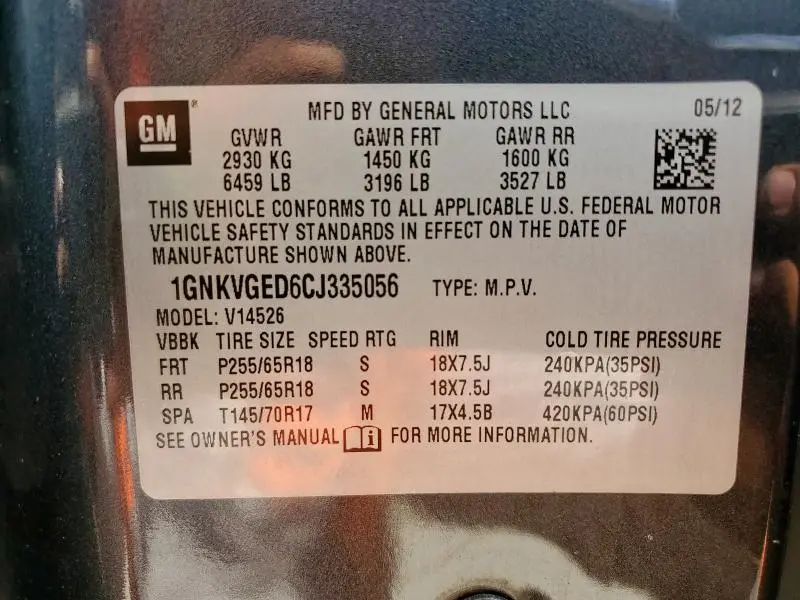 GM ® MFD BY GENERAL MOTORS LLC 05/12
GVWR GAWR FRT GAWR RR
2930 KG 1450 KG 1600 KG
6459 LB 3196 LB 3527 LB
THIS VEHICLE CONFORMS TO ALL APPLICABLE U.S. FEDERAL MOTOR
VEHICLE SAFETY STANDARDS IN EFFECT ON THE DATE OF
MANUFACTURE SHOWN ABOVE.
1GNKVGED6CJ335056 TYPE: M.P.V.
MODEL: V14526
VBBK TIRE SIZE SPEED RTG RIM COLD TIRE PRESSURE
FRT P255/65R18 S 18X7.5J 240KPA(35PSI)
RR P255/65R18 S 18X7.5J 240KPA(35PSI)
SPA T145/70R17 M 17X4.5B 420KPA(60PSI)
SEE OWNER'S MANUAL i FOR MORE INFORMATION.